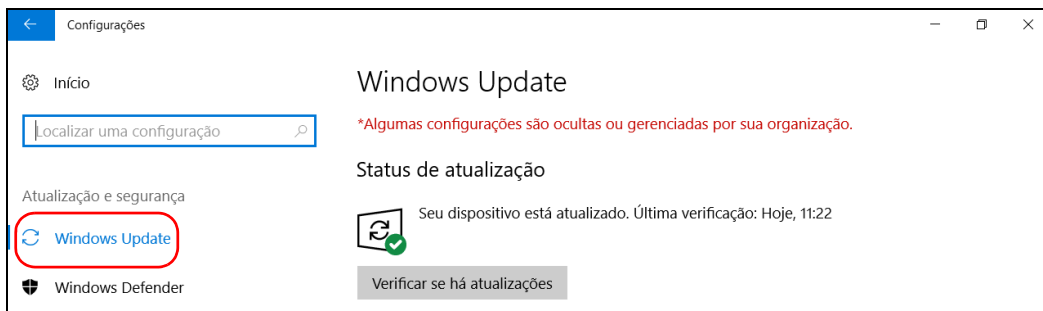 Configurações
Início
Localizar uma configuração
Atualização e segurança
Windows Update
Windows Defender
Windows Update
*Algumas configurações são ocultas ou gerenciadas por sua organização.
Status de atualização
Seu dispositivo está atualizado. Última verificação: Hoje, 11:22
Verificar se há atualizações